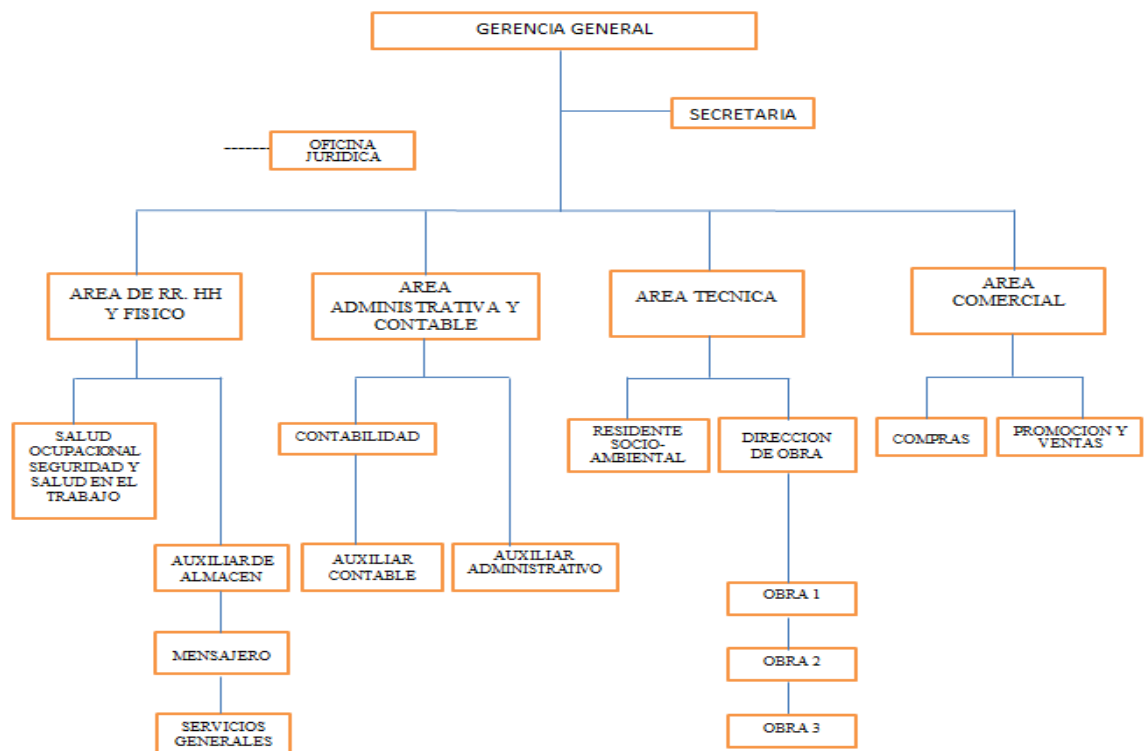 GERENCIA GENERAL
SECRETARIA
OFICINA
JURIDICA
AREA DE RR. HH
Y FISICO
AREA
ADMINISTRATIVA Y
CONTABLE
AREA TECNICA
AREA
COMERCIAL
SALUD
OCUPACIONAL
SEGURIDAD Y
SALUD EN EL
TRABAJO
CONTABILIDAD
RESIDENTE
SOCIO-
AMBIENTAL
DIRECCION
DE OBRA
COMPRAS
PROMOCION Y
VENTAS
AUXILIAR DE
ALMACEN
AUXILIAR
CONTABLE
AUXILIAR
ADMINISTRATIVO
OBRA 1
MENSAJERO
OBRA 2
SERVICIOS
GENERALES
OBRA 3